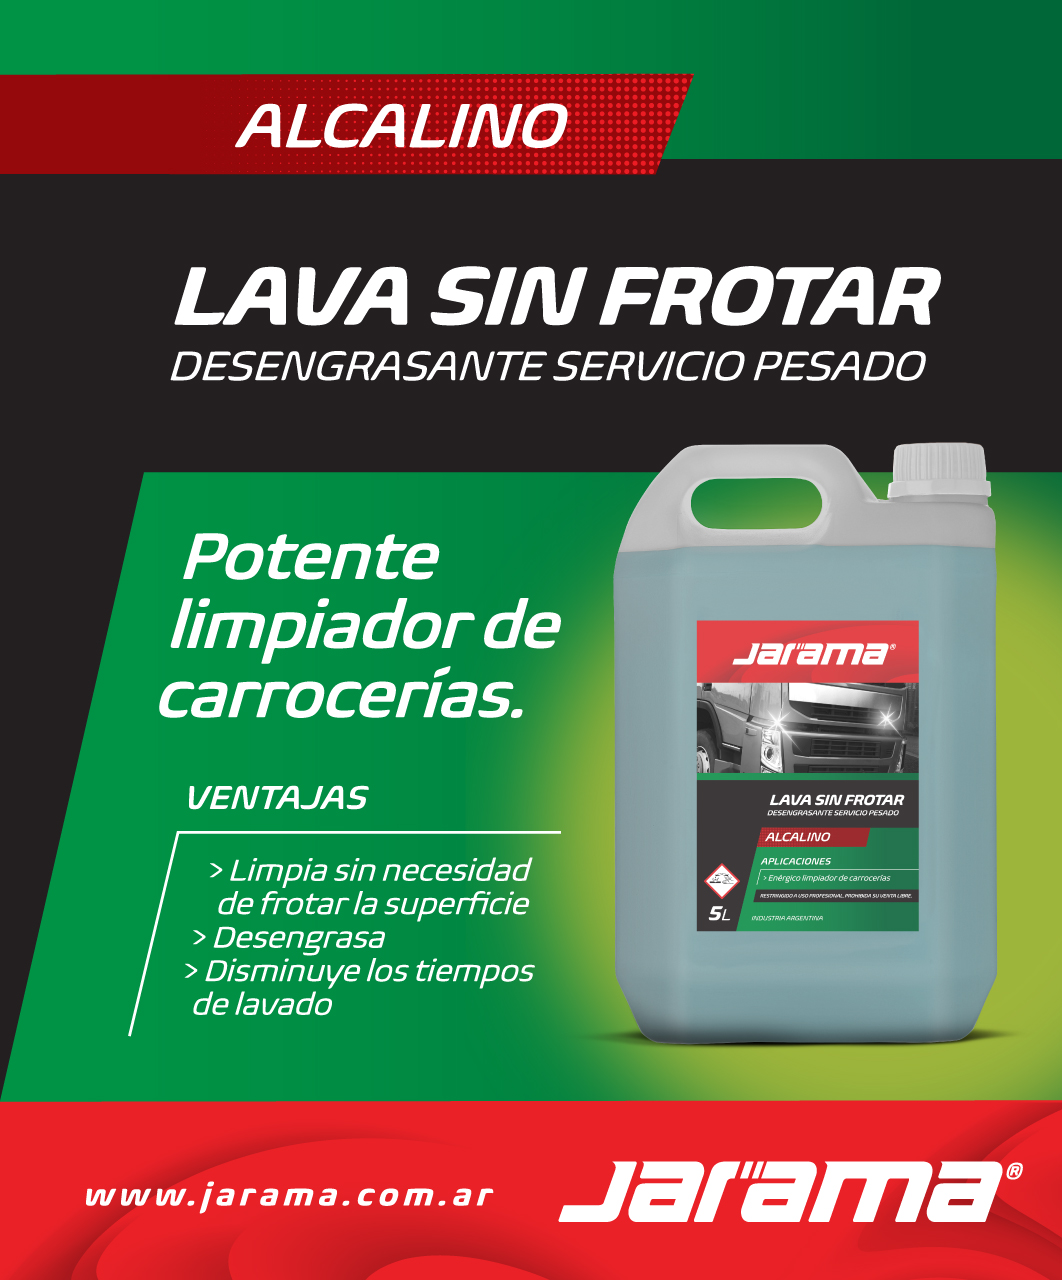 ALCALINO
LAVA SIN FROTAR
DESENGRASANTE SERVICIO PESADO
Potente
limpiador de
carrocerías.
VENTAJAS
> Limpia sin necesidad
de frotar la superficie
> Desengrasa
> Disminuye los tiempos
de lavado
JARAMA®
LAVA SIN FROTAR
DESENGRASANTE SERVICIO PESADO
ALCALINO
APLICACIONES
> Enérgico limpiador de carrocerías
RESTRINGIDO A USO PROFESIONAL, PROHIBIDA SU VENTA LIBRE.
5L
INDUSTRIA ARGENTINA
www.jarama.com.ar
JARAMA®